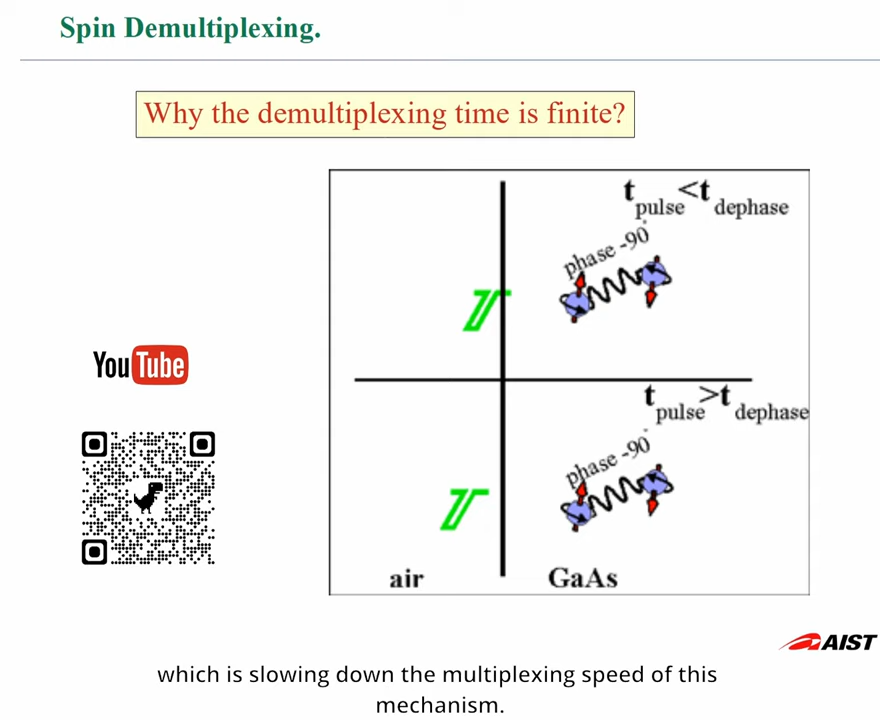 Spin Demultiplexing.
Why the demultiplexing time is finite?
t pulse < t dephase
phase -90°
YouTube
t pulse > t dephase
phase -90°
air
GaAs
AIST
which is slowing down the multiplexing speed of this
mechanism.